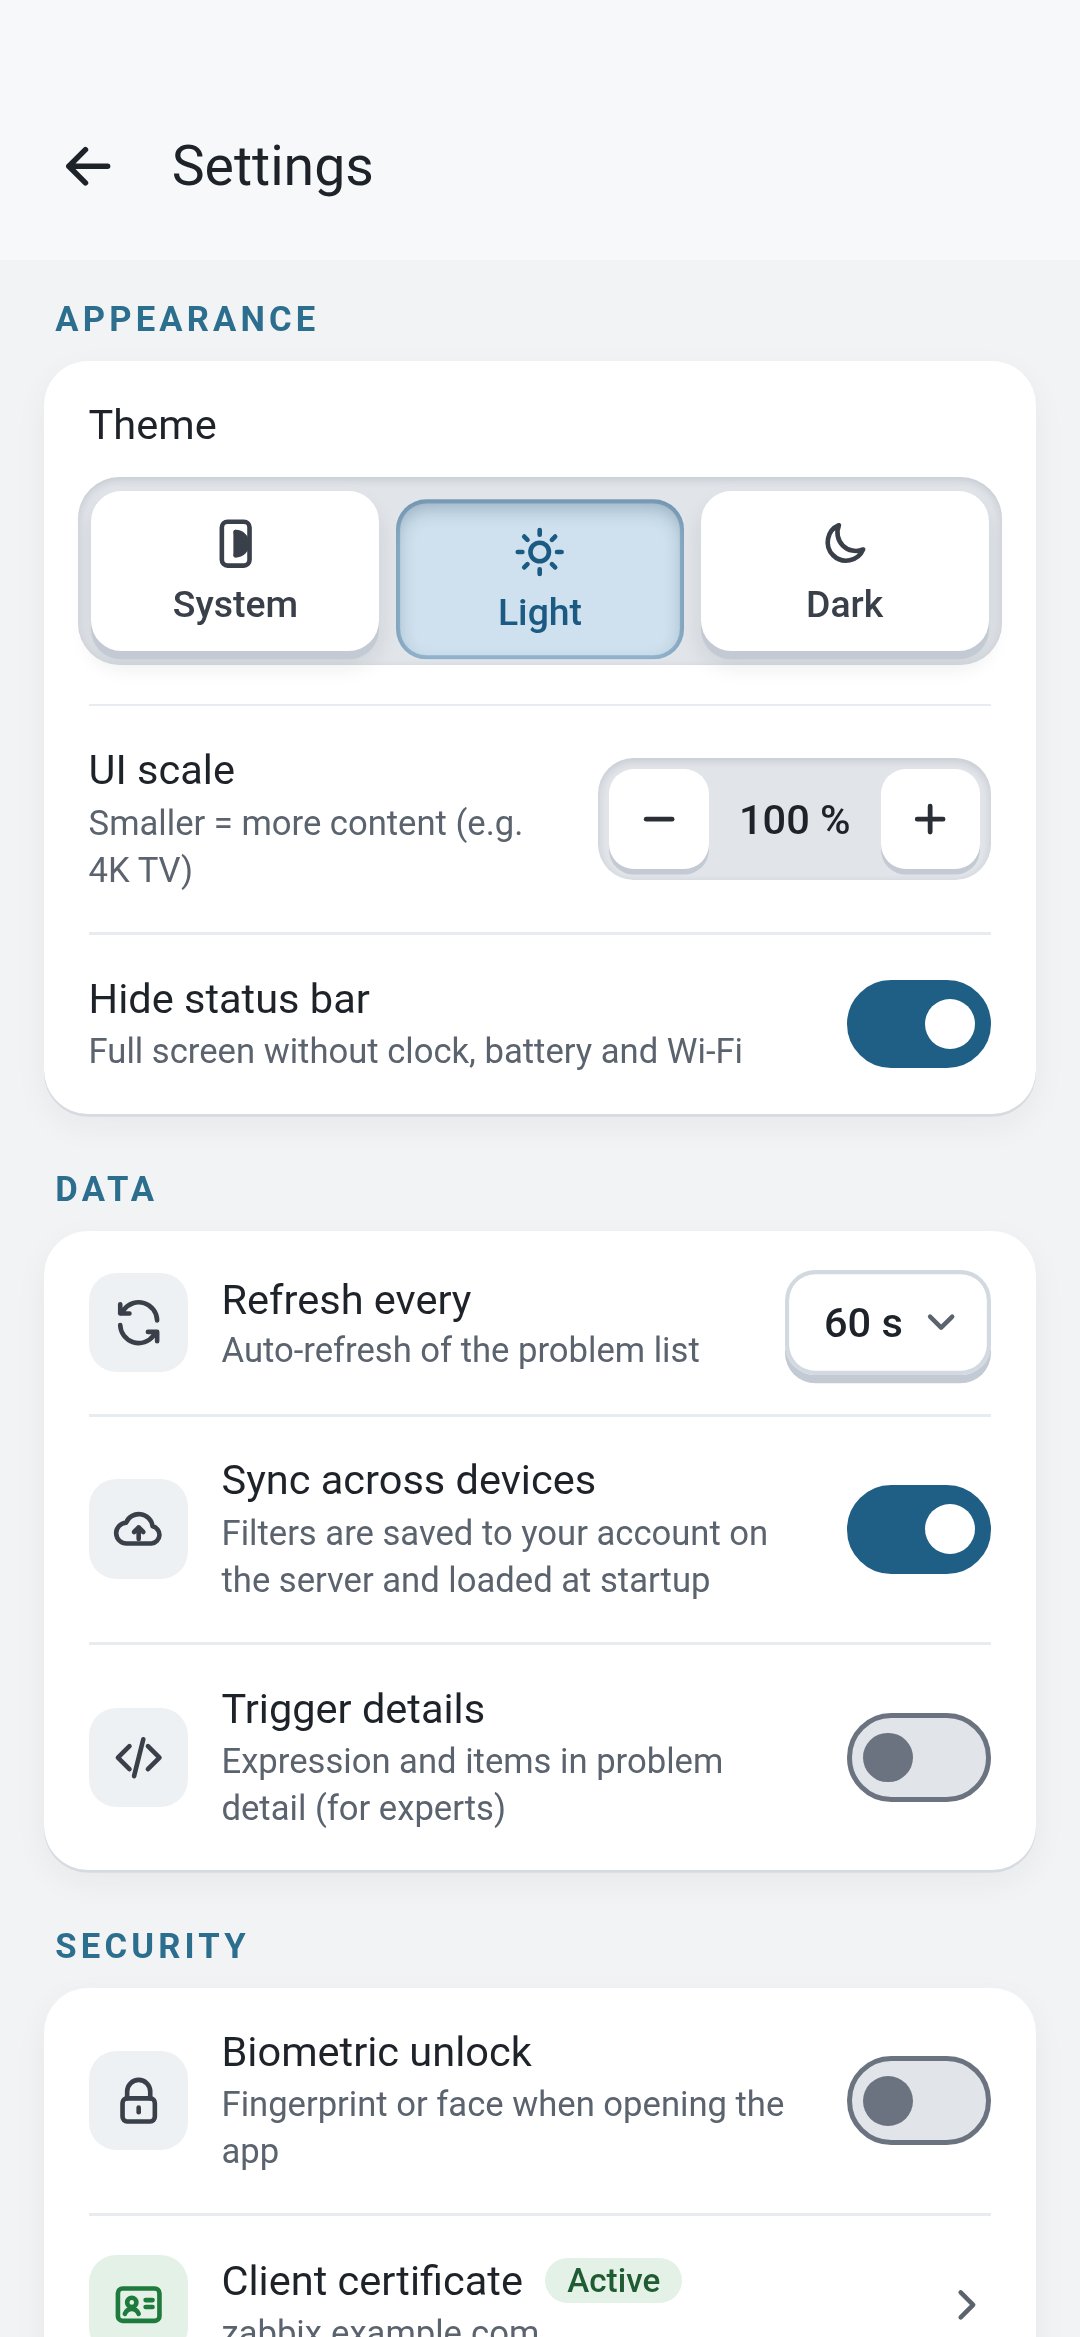 Settings
APPEARANCE
Theme
System
Light
Dark
UI scale
Smaller = more content (e.g.
4K TV)
100 %
Hide status bar
Full screen without clock, battery and Wi-Fi
DATA
Refresh every
Auto-refresh of the problem list
60 s
Sync across devices
Filters are saved to your account on
the server and loaded at startup
Trigger details
Expression and items in problem
detail (for experts)
SECURITY
Biometric unlock
Fingerprint or face when opening the
app
Client certificate
Active
zabbix.example.com